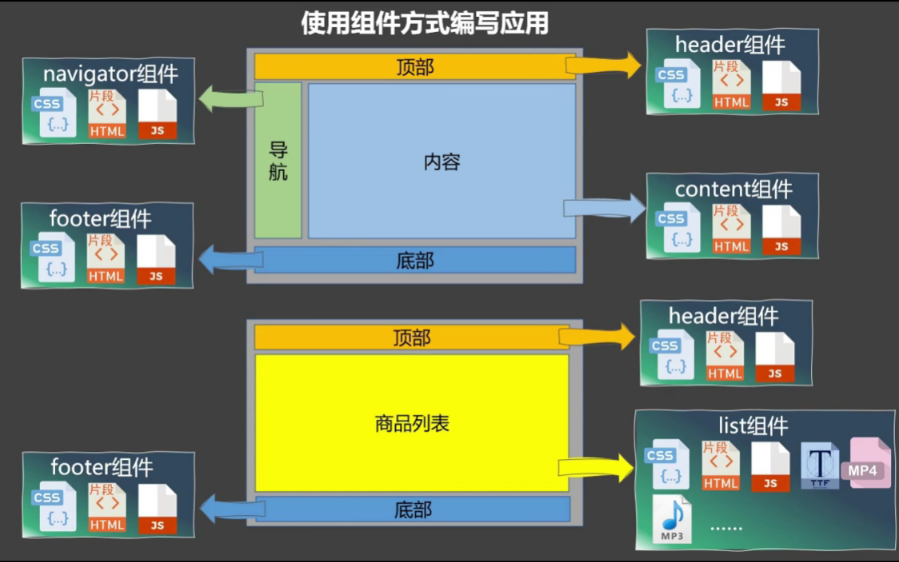 使用组件方式编写应用
navigator组件
CSS
{...}
片段
< >
HTML
JS
顶部
导航
内容
底部
header组件
CSS
{...}
片段
< >
HTML
JS
footer组件
CSS
{...}
片段
< >
HTML
JS
content组件
CSS
{...}
片段
< >
HTML
JS
顶部
商品列表
底部
header组件
CSS
{...}
片段
< >
HTML
JS
footer组件
CSS
{...}
片段
< >
HTML
JS
list组件
CSS
{...}
片段
< >
HTML
JS
T
TTF
MP4
MP3
......